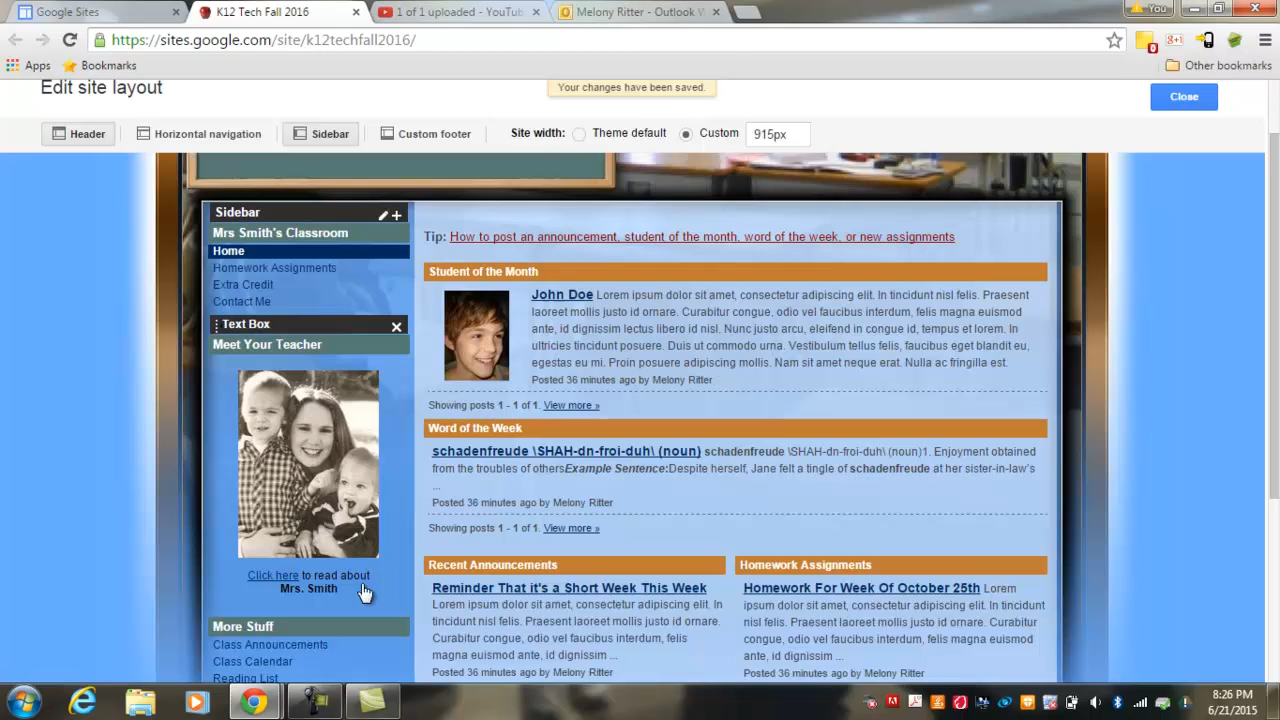 Google Sites
K12 Tech Fall 2016
1 of 1 uploaded - YouTub
Melony Ritter - Outlook W
You
https://sites.google.com/site/k12techfall2016/
Apps
Bookmarks
Other bookmarks
Edit site layout
Your changes have been saved.
Close
Header
Horizontal navigation
Sidebar
Custom footer
Site width:
Theme default
Custom
915px
Sidebar
Mrs Smith's Classroom
Home
Homework Assignments
Extra Credit
Contact Me
Text Box
Meet Your Teacher
Click here to read about
Mrs. Smith
More Stuff
Class Announcements
Class Calendar
Reading List
Tip: How to post an announcement, student of the month, word of the week, or new assignments
Student of the Month
John Doe Lorem ipsum dolor sit amet, consectetur adipiscing elit. In tincidunt nisl felis. Praesent
laoreet mollis justo id ornare. Curabitur congue, odio vel faucibus interdum, felis magna euismod
ante, id dignissim lectus libero id nisl. Nunc justo arcu, eleifend in congue id, tempus et lorem. In
ultricies tincidunt posuere. Duis ut commodo urna. Vestibulum tellus felis, faucibus eget blandit eu,
egestas eu mi. Proin posuere adipiscing mollis. Nam sit amet neque erat. Nulla ac fringilla est.
Posted 36 minutes ago by Melony Ritter
Showing posts 1 - 1 of 1. View more »
Word of the Week
schadenfreude \SHAH-dn-froi-duh\ (noun) schadenfreude \SHAH-dn-froi-duh\ (noun)1. Enjoyment obtained
from the troubles of othersExample Sentence:Despite herself, Jane felt a tingle of schadenfreude at her sister-in-law's
...
Posted 36 minutes ago by Melony Ritter
Showing posts 1 - 1 of 1. View more »
Recent Announcements
Reminder That it's a Short Week This Week
Lorem ipsum dolor sit amet, consectetur adipiscing elit. In
tincidunt nisl felis. Praesent laoreet mollis justo id ornare.
Curabitur congue, odio vel faucibus interdum, felis
magna euismod ante, id dignissim ...
Posted 36 minutes ago by Melony Ritter
Homework Assignments
Homework For Week Of October 25th Lorem
ipsum dolor sit amet, consectetur adipiscing elit. In tincidunt
nisl felis. Praesent laoreet mollis justo id ornare. Curabitur
congue, odio vel faucibus interdum, felis magna euismod
ante, id dignissim ...
Posted 36 minutes ago by Melony Ritter
8:26 PM
6/21/2015